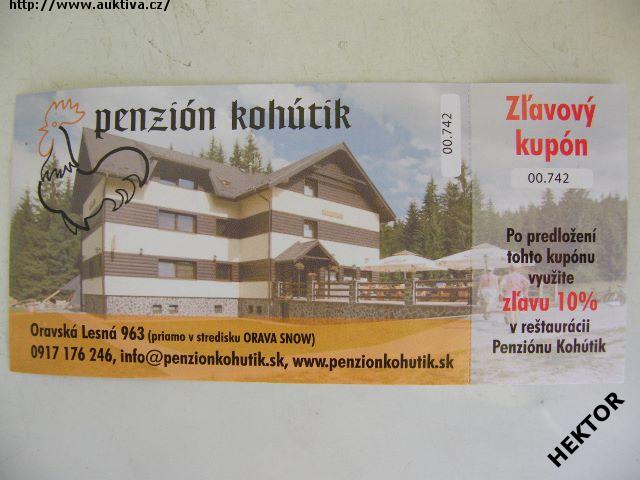 http://www.auktiva.cz/
penzión kohútik
00.742
Zľavový
kupón
00.742
Po predložení
tohto kupónu
využite
zľavu 10%
v reštaurácii
Penziónu Kohútik
Oravská Lesná 963 (priamo v stredisku ORAVA SNOW)
0917 176 246, info@penzionkohutik.sk, www.penzionkohutik.sk
HEKTOR